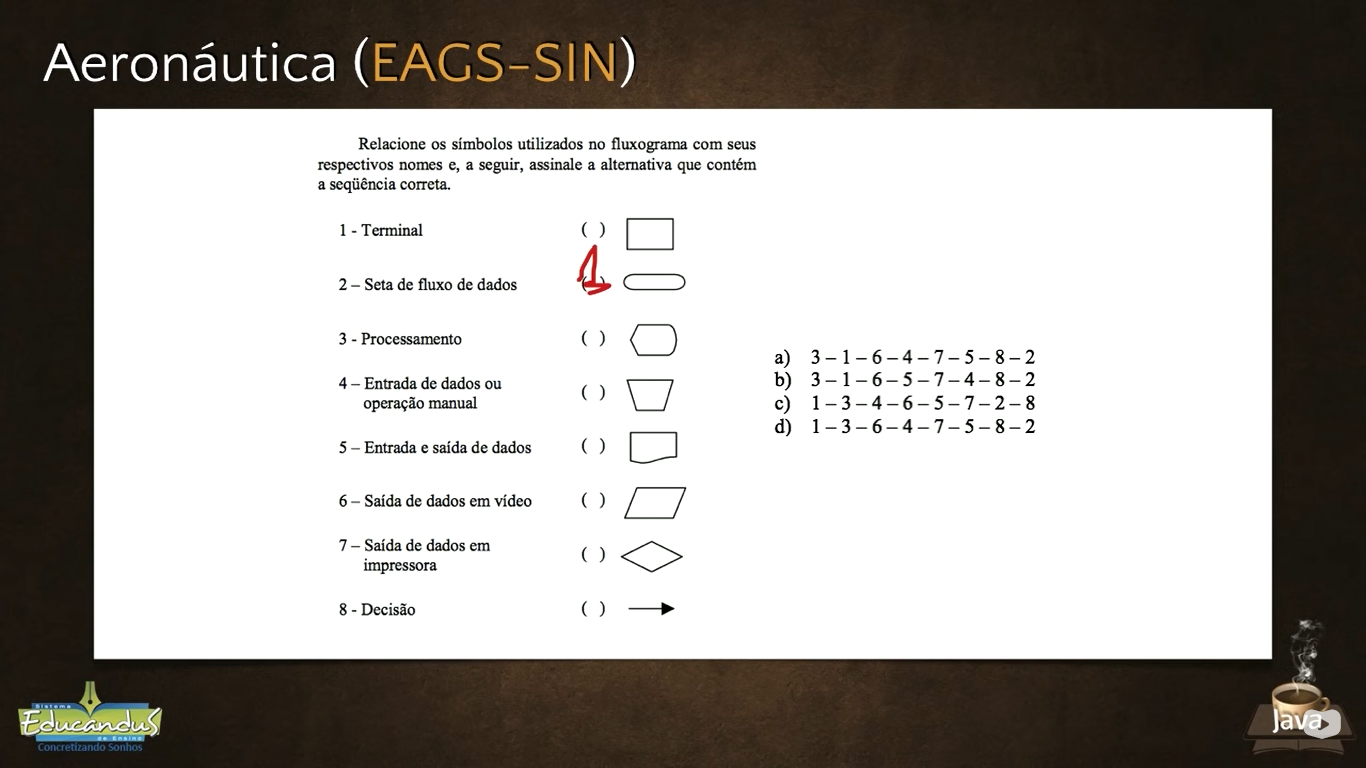 Aeronáutica (EAGS-SIN)
Relacione os símbolos utilizados no fluxograma com seus
respectivos nomes e, a seguir, assinale a alternativa que contém
a seqüência correta.
1 - Terminal ( )
2 – Seta de fluxo de dados (1)
3 - Processamento ( )
4 – Entrada de dados ou
operação manual ( )
5 – Entrada e saída de dados ( )
6 – Saída de dados em vídeo ( )
7 – Saída de dados em
impressora ( )
8 - Decisão ( )
a) 3 – 1 – 6 – 4 – 7 – 5 – 8 – 2
b) 3 – 1 – 6 – 5 – 7 – 4 – 8 – 2
c) 1 – 3 – 4 – 6 – 5 – 7 – 2 – 8
d) 1 – 3 – 6 – 4 – 7 – 5 – 8 – 2
Sistema
Educandus
de Ensino
Concretizando Sonhos
Java